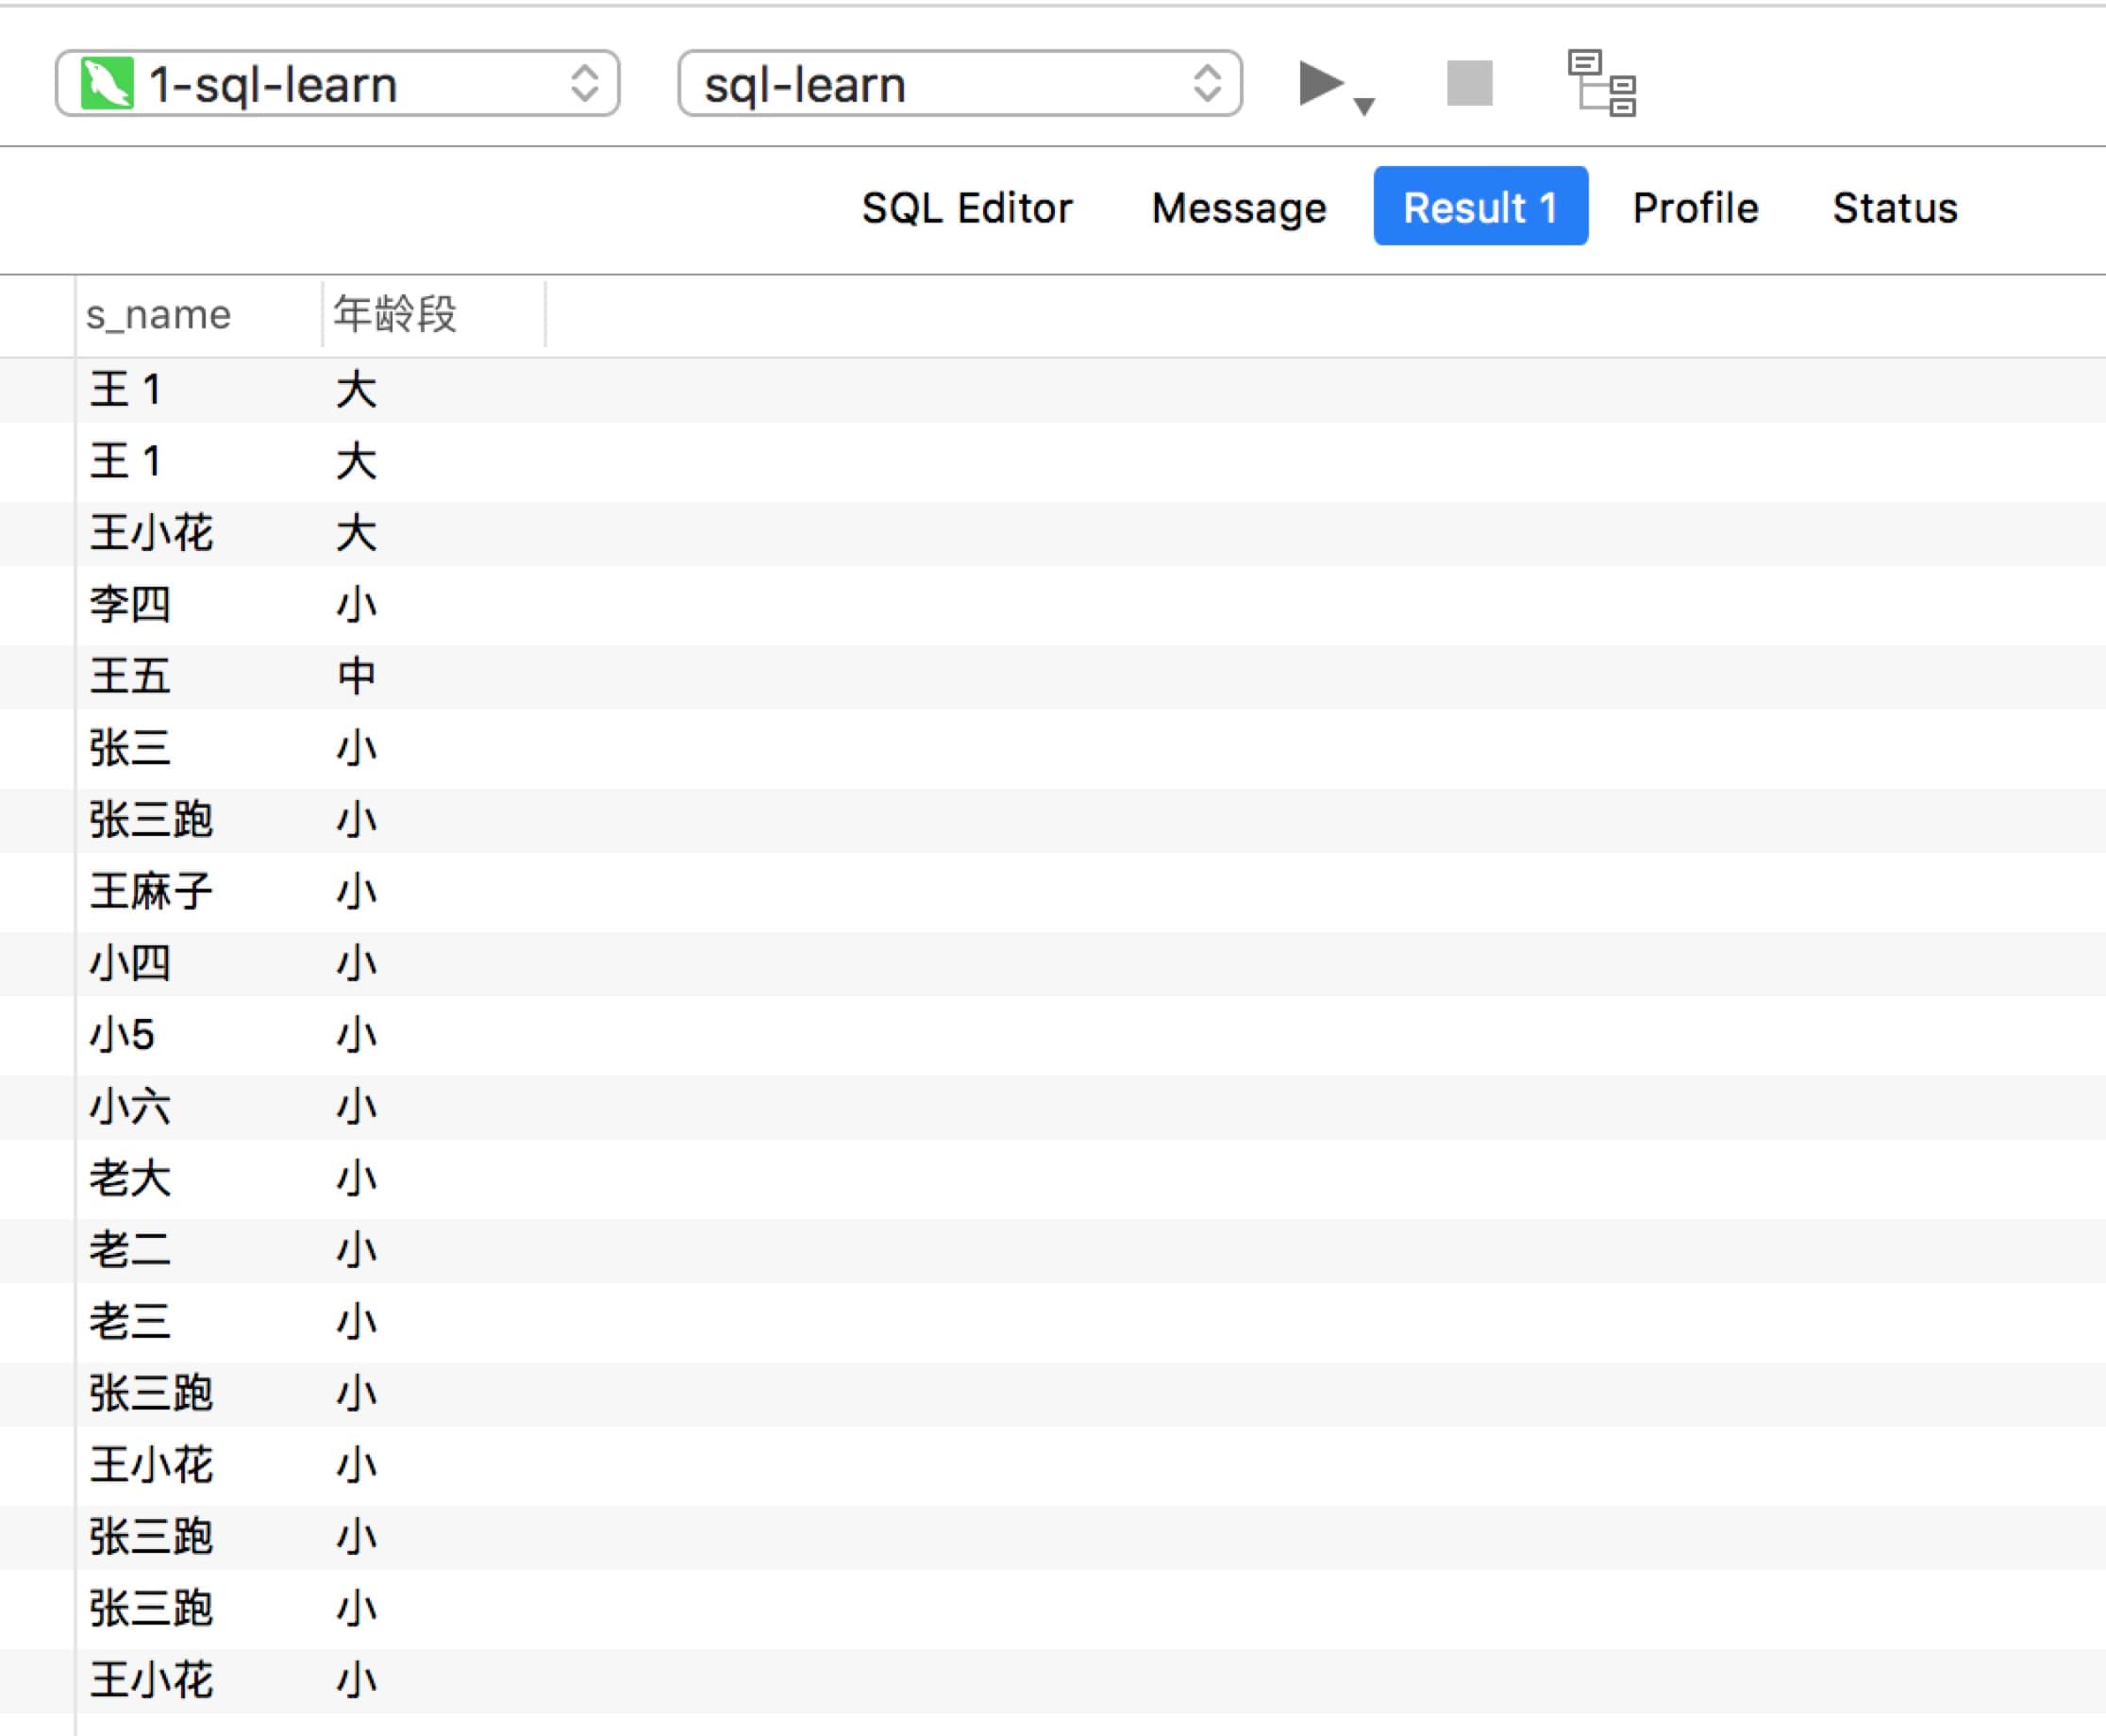 1-sql-learn sql-learn
SQL Editor Message Result 1 Profile Status
s_name 年龄段
王 1 大
王 1 大
王小花 大
李四 小
王五 中
张三 小
张三跑 小
王麻子 小
小四 小
小5 小
小六 小
老大 小
老二 小
老三 小
张三跑 小
王小花 小
张三跑 小
张三跑 小
王小花 小